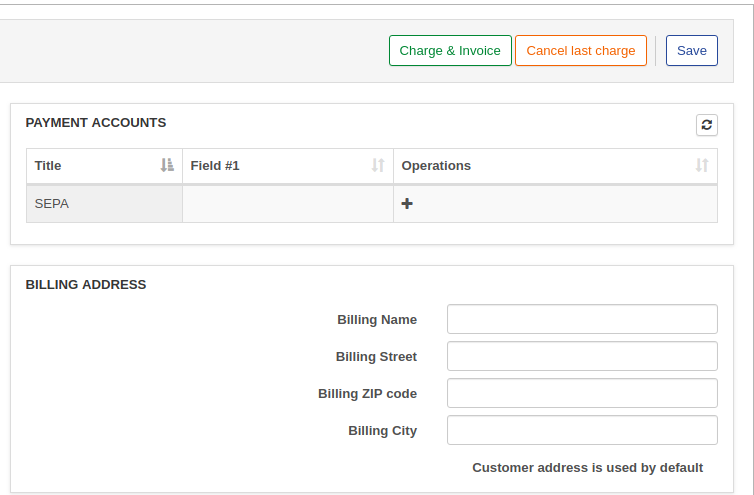 Charge & Invoice Cancel last charge Save
PAYMENT ACCOUNTS
Title Field #1 Operations
SEPA
BILLING ADDRESS
Billing Name
Billing Street
Billing ZIP code
Billing City
Customer address is used by default